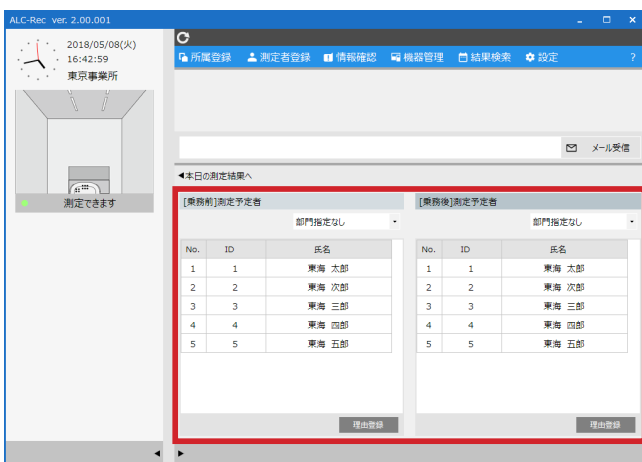 ALC-Rec ver. 2.00.001
2018/05/08(火)
16:42:59
東京事業所
測定できます
所属登録 測定者登録 情報確認 機器管理 結果検索 設定 ?
メール受信
◀本日の測定結果へ
[乗務前]測定予定者
部門指定なし
No. ID 氏名
1 1 東海 太郎
2 2 東海 次郎
3 3 東海 三郎
4 4 東海 四郎
5 5 東海 五郎
理由登録
[乗務後]測定予定者
部門指定なし
No. ID 氏名
1 1 東海 太郎
2 2 東海 次郎
3 3 東海 三郎
4 4 東海 四郎
5 5 東海 五郎
理由登録